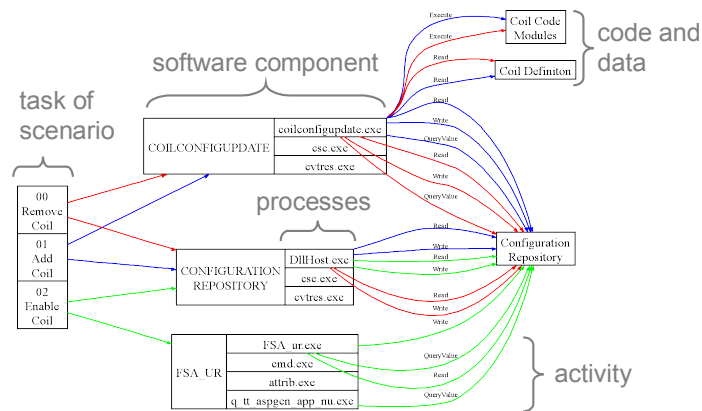 Execute
Coil Code
Modules
Execute
code and
data
Read
Coil Definiton
Read
software component
task of
scenario
Read
Write
QueryValue
Read
Write
QueryValue
COILCONFIGUPDATE
coilconfigupdate.exe
csc.exe
cvtres.exe
processes
00
Remove
Coil
01
Add
Coil
02
Enable
Coil
CONFIGURATION
REPOSITORY
DllHost.exe
csc.exe
cvtres.exe
Read
Write
Read
Write
Read
Write
Configuration
Repository
Write
QueryValue
Read
QueryValue
FSA_UR
FSA_ur.exe
cmd.exe
attrib.exe
q_tt_aspgen_app_nu.exe
activity